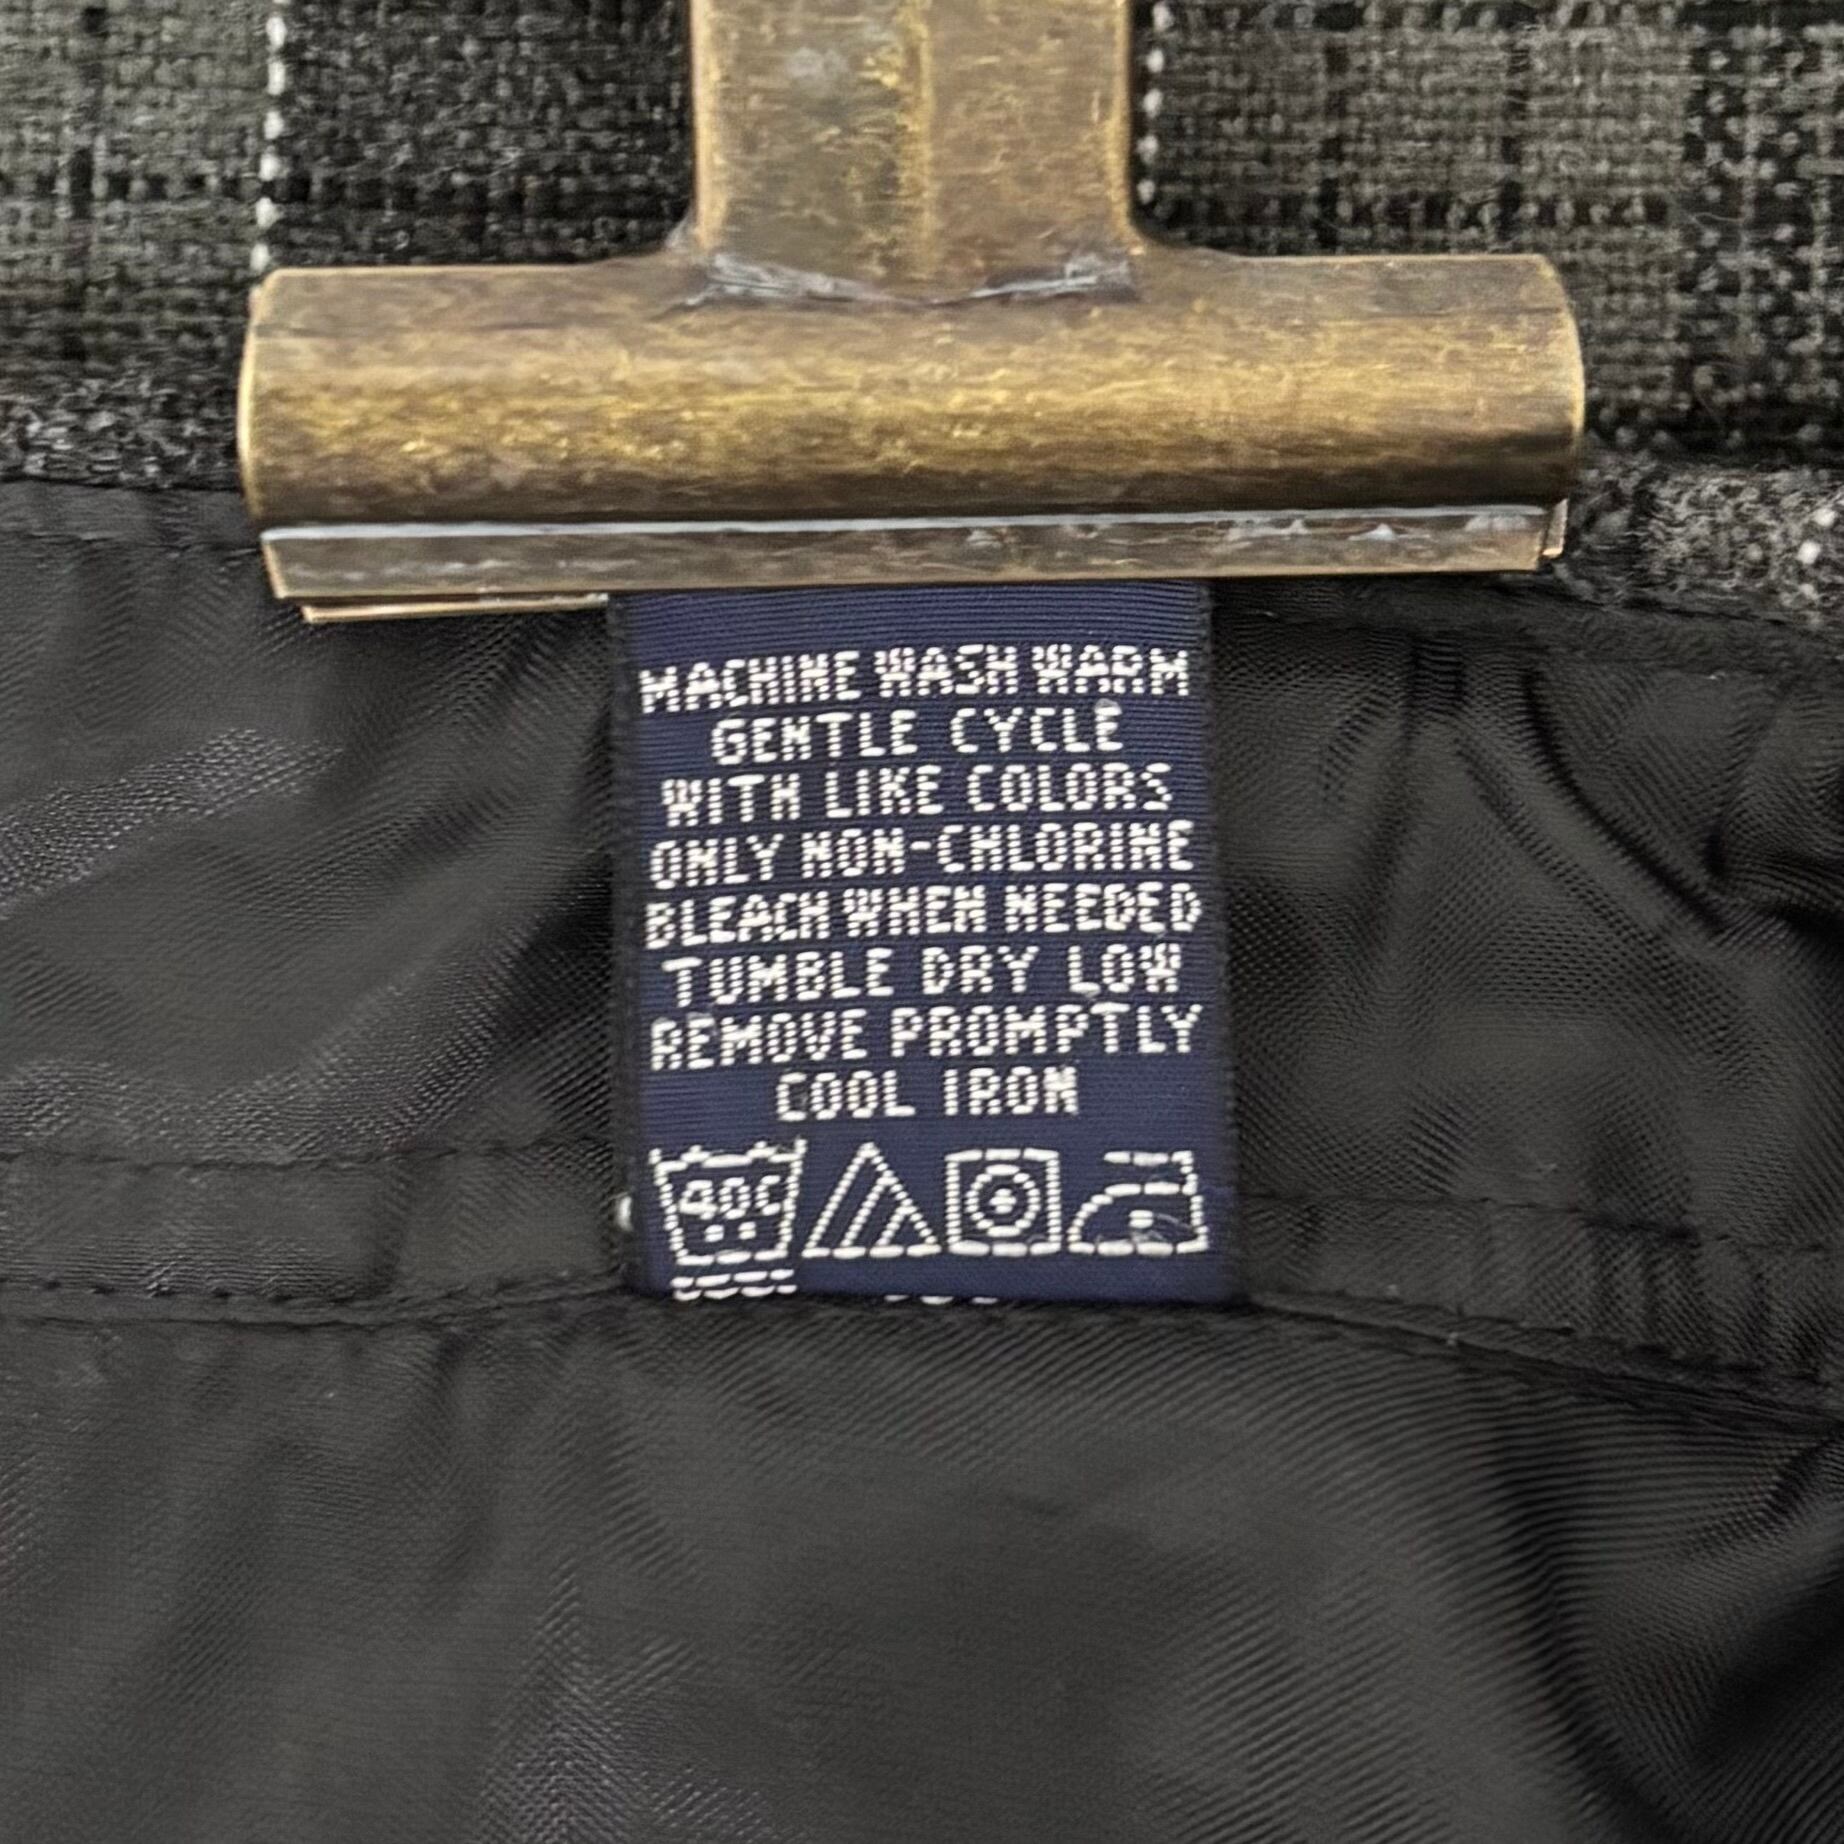 MACHINE WASH WARM
GENTLE CYCLE
WITH LIKE COLORS
ONLY NON-CHLORINE
BLEACH WHEN NEEDED
TUMBLE DRY LOW
REMOVE PROMPTLY
COOL IRON
40C